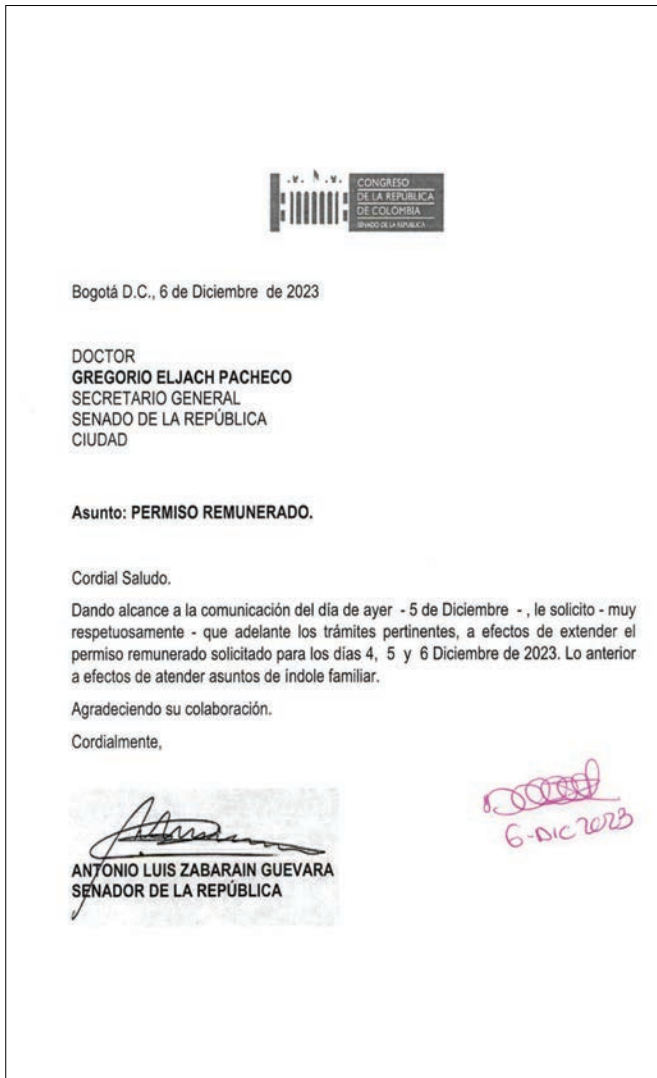 CONGRESO
DE LA REPÚBLICA
DE COLOMBIA
SENADO DE LA REPÚBLICA
Bogotá D.C., 6 de Diciembre de 2023
DOCTOR
GREGORIO ELJACH PACHECO
SECRETARIO GENERAL
SENADO DE LA REPÚBLICA
CIUDAD
Asunto: PERMISO REMUNERADO.
Cordial Saludo.
Dando alcance a la comunicación del día de ayer - 5 de Diciembre - , le solicito - muy
respetuosamente - que adelante los trámites pertinentes, a efectos de extender el
permiso remunerado solicitado para los días 4, 5 y 6 Diciembre de 2023. Lo anterior
a efectos de atender asuntos de índole familiar.
Agradeciendo su colaboración.
Cordialmente,
6-DIC 2023
ANTONIO LUIS ZABARAIN GUEVARA
SENADOR DE LA REPÚBLICA